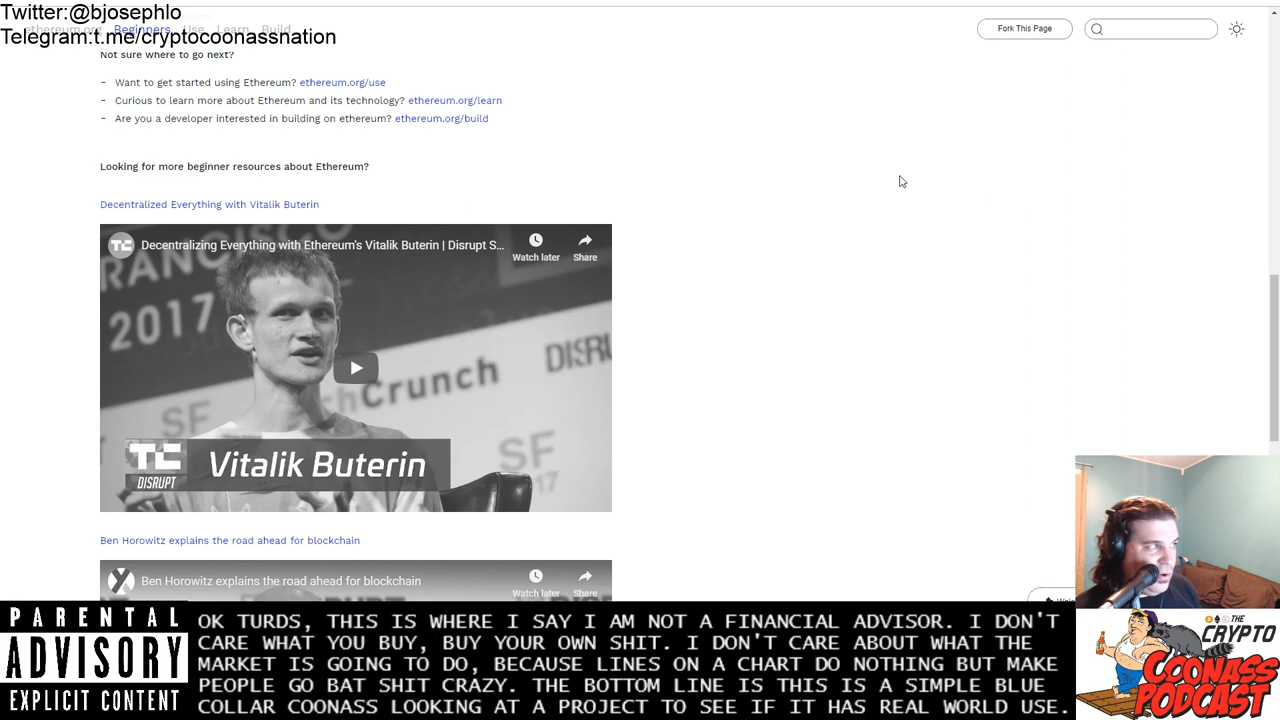 Twitter:@bjosephlo
ethereum.org Beginners Use Learn Build
Telegram:t.me/cryptocoonassnation
Fork This Page
Not sure where to go next?
- Want to get started using Ethereum? ethereum.org/use
- Curious to learn more about Ethereum and its technology? ethereum.org/learn
- Are you a developer interested in building on ethereum? ethereum.org/build
Looking for more beginner resources about Ethereum?
Decentralized Everything with Vitalik Buterin
TC Decentralizing Everything with Ethereum's Vitalik Buterin | Disrupt S...
Watch later Share
RANCISCO
2017
DISRU
chCrunch
SF
SF
2017
TC
DISRUPT
Vitalik Buterin
Ben Horowitz explains the road ahead for blockchain
Ben Horowitz explains the road ahead for blockchain
Watch later Share
PARENTAL
ADVISORY
EXPLICIT CONTENT
OK TURDS, THIS IS WHERE I SAY I AM NOT A FINANCIAL ADVISOR. I DON'T
CARE WHAT YOU BUY, BUY YOUR OWN SHIT. I DON'T CARE ABOUT WHAT THE
MARKET IS GOING TO DO, BECAUSE LINES ON A CHART DO NOTHING BUT MAKE
PEOPLE GO BAT SHIT CRAZY. THE BOTTOM LINE IS THIS IS A SIMPLE BLUE
COLLAR COONASS LOOKING AT A PROJECT TO SEE IF IT HAS REAL WORLD USE.
THE
CRYPTO
COONASS
PODCAST